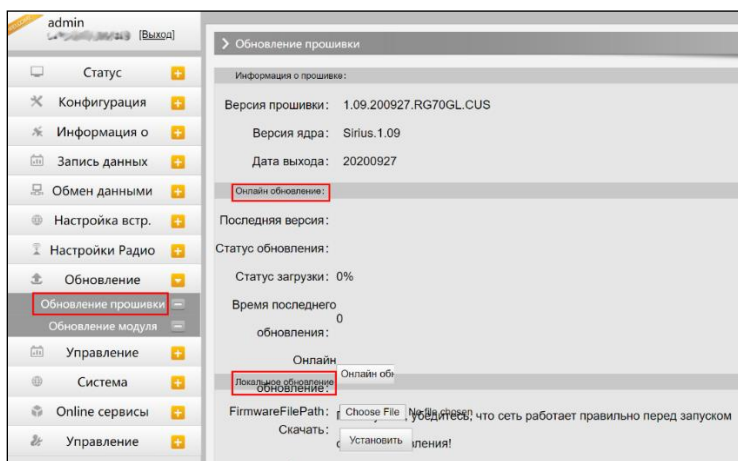 admin
[Выход]
Статус
Конфигурация
Информация о
Запись данных
Обмен данными
Настройка встр.
Настройки Радио
Обновление
Обновление прошивки
Обновление модуля
Управление
Система
Online сервисы
Управление
Обновление прошивки
Информация о прошивке:
Версия прошивки: 1.09.200927.RG70GL.CUS
Версия ядра: Sirius.1.09
Дата выхода: 20200927
Онлайн обновление:
Последняя версия:
Статус обновления:
Статус загрузки: 0%
Время последнего
0
обновления:
Онлайн
Онлайн обн
обновление:
Локальное обновление
FirmwareFilePath: Choose File No file chosen убедитесь, что сеть работает правильно перед запуском
Скачать: Установить ления!